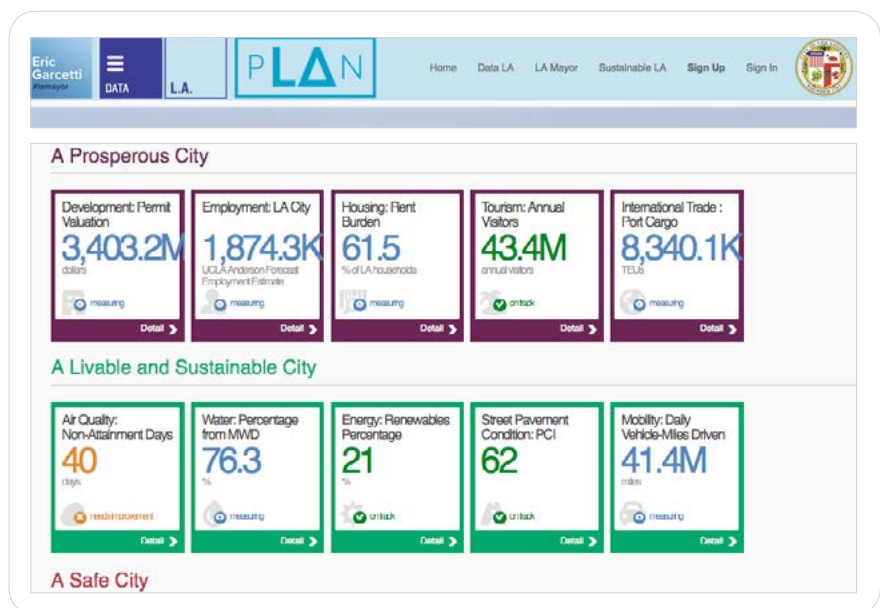 Eric
Garcetti
#lamayor
DATA
L.A.
PLAN
Home Data LA LA Mayor Sustainable LA Sign Up Sign In
A Prosperous City
Development: Permit
Valuation
3,403.2M
dollars
measuring
Detail
Employment: LA City
1,874.3K
UCLA Anderson Forecast
Employment Estimate
measuring
Detail
Housing: Rent
Burden
61.5
% of LA households
measuring
Detail
Tourism: Annual
Visitors
43.4M
annual visitors
on track
Detail
International Trade :
Port Cargo
8,340.1K
TEUs
measuring
Detail
A Livable and Sustainable City
Air Quality:
Non-Attainment Days
40
days
needs improvement
Detail
Water: Percentage
from MWD
76.3
%
measuring
Detail
Energy: Renewables
Percentage
21
%
on track
Detail
Street Pavement
Condition: PCI
62
on track
Detail
Mobility: Daily
Vehicle-Miles Driven
41.4M
miles
measuring
Detail
A Safe City